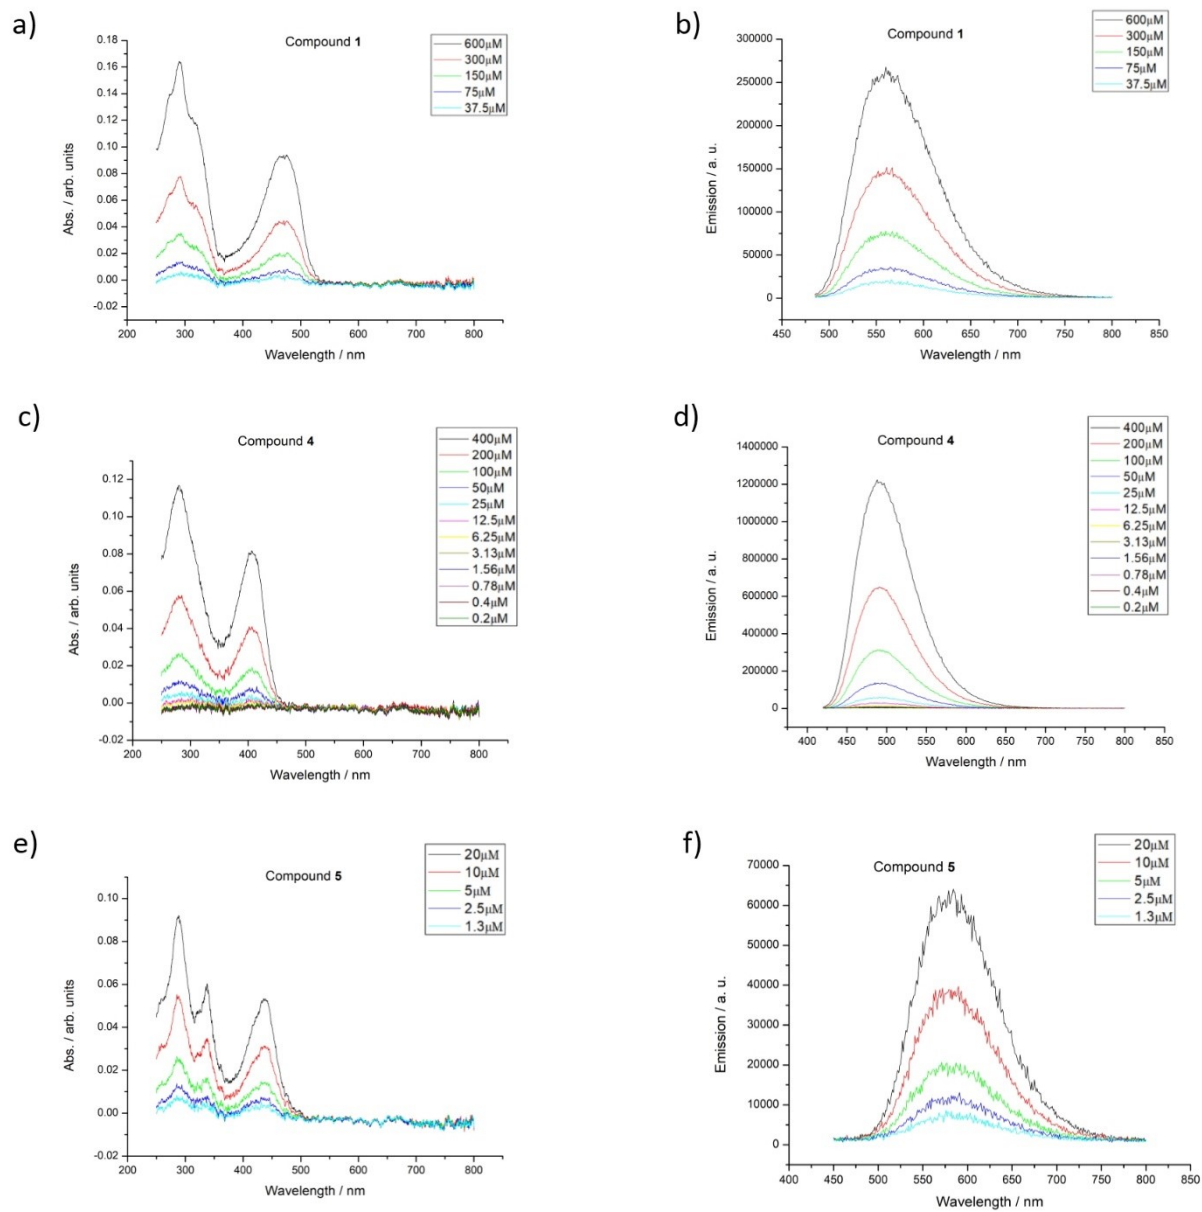 a)
Compound 1
600μM
300μM
150μM
75μM
37.5μM
0.18
0.16
0.14
0.12
0.10
0.08
0.06
0.04
0.02
0.00
-0.02
Abs. / arb. units
200 300 400 500 600 700 800
Wavelength / nm
b)
Compound 1
600μM
300μM
150μM
75μM
37.5μM
300000
250000
200000
150000
100000
50000
0
Emission / a. u.
450 500 550 600 650 700 750 800 850
Wavelength / nm
c)
Compound 4
400μM
200μM
100μM
50μM
25μM
12.5μM
6.25μM
3.13μM
1.56μM
0.78μM
0.4μM
0.2μM
0.12
0.10
0.08
0.06
0.04
0.02
0.00
-0.02
Abs. / arb. units
200 300 400 500 600 700 800
Wavelength / nm
d)
Compound 4
400μM
200μM
100μM
50μM
25μM
12.5μM
6.25μM
3.13μM
1.56μM
0.78μM
0.4μM
0.2μM
1400000
1200000
1000000
800000
600000
400000
200000
0
Emission / a. u.
400 450 500 550 600 650 700 750 800 850
Wavelength / nm
e)
Compound 5
20μM
10μM
5μM
2.5μM
1.3μM
0.10
0.08
0.06
0.04
0.02
0.00
-0.02
Abs. / arb. units
200 300 400 500 600 700 800
Wavelength / nm
f)
Compound 5
20μM
10μM
5μM
2.5μM
1.3μM
70000
60000
50000
40000
30000
20000
10000
0
Emission / a. u.
400 450 500 550 600 650 700 750 800 850
Wavelength / nm